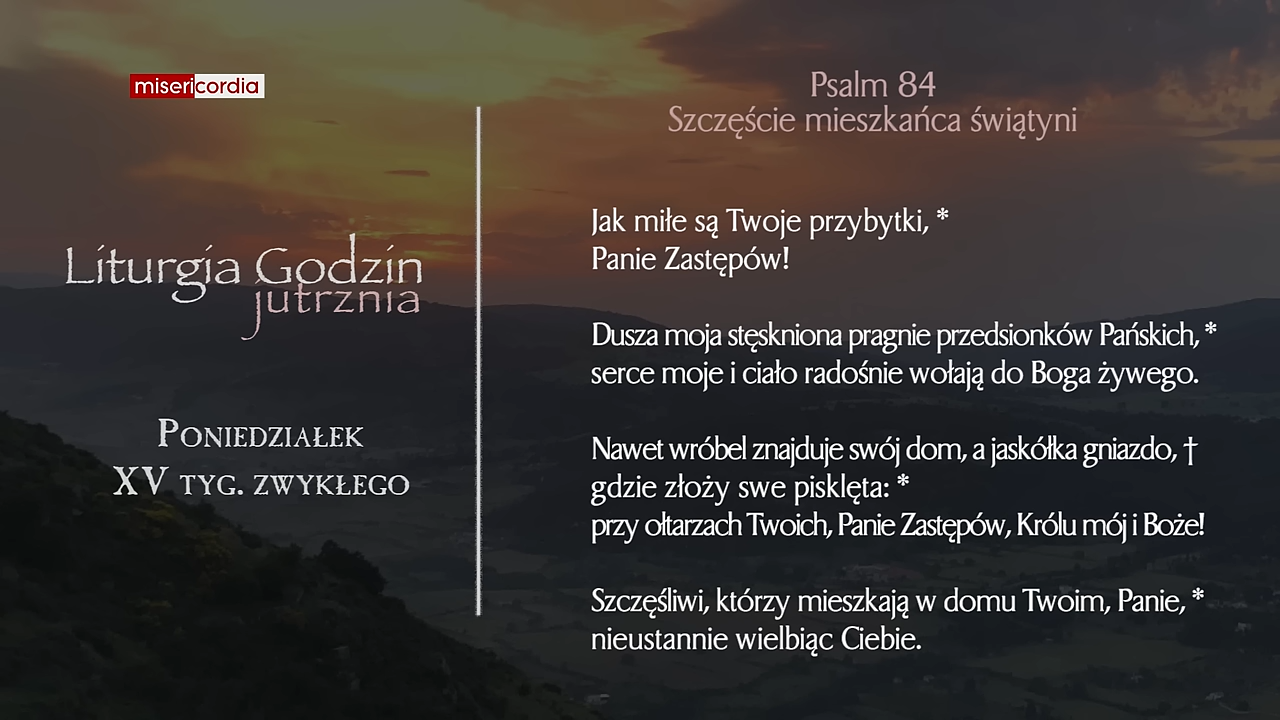 misericordia
Liturgia Godzin
jutrznia
Poniedziałek
XV tyg. zwykłego
Psalm 84
Szczęście mieszkańca świątyni
Jak miłe są Twoje przybytki, *
Panie Zastępów!
Dusza moja stęskniona pragnie przedsionków Pańskich, *
serce moje i ciało radośnie wołają do Boga żywego.
Nawet wróbel znajduje swój dom, a jaskółka gniazdo, †
gdzie złoży swe pisklęta: *
przy ołtarzach Twoich, Panie Zastępów, Królu mój i Boże!
Szczęśliwi, którzy mieszkają w domu Twoim, Panie, *
nieustannie wielbiąc Ciebie.